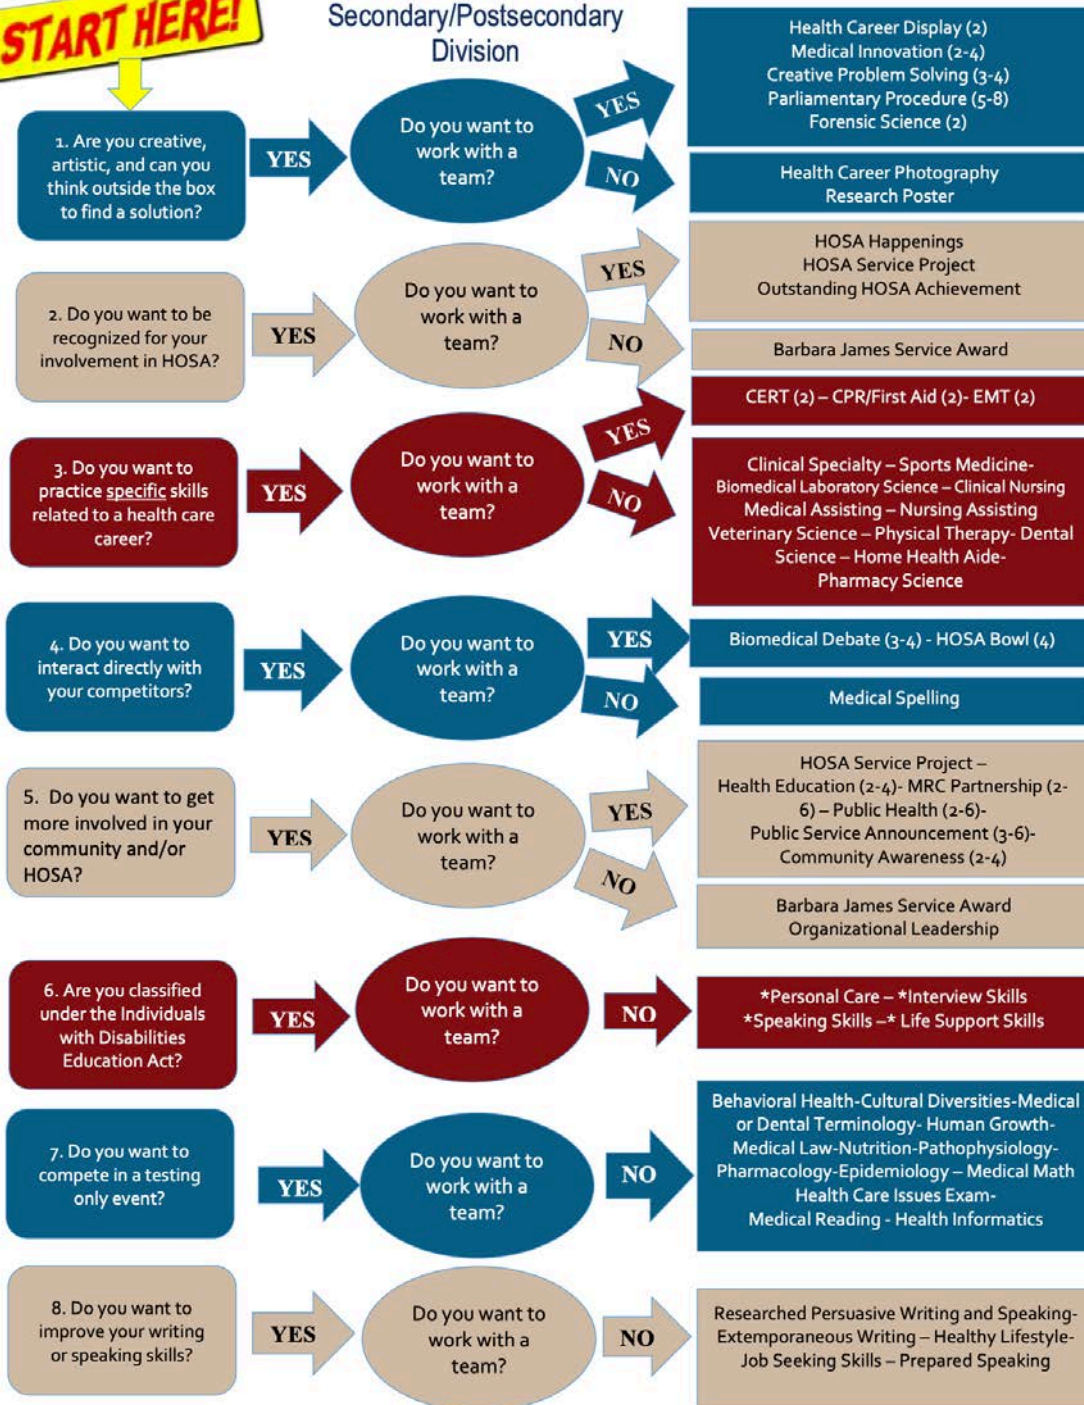 START HERE!
Secondary/Postsecondary
Division
1. Are you creative,
artistic, and can you
think outside the box
to find a solution?
YES
Do you want to
work with a
team?
YES
Health Career Display (2)
Medical Innovation (2-4)
Creative Problem Solving (3-4)
Parliamentary Procedure (5-8)
Forensic Science (2)
NO
Health Career Photography
Research Poster
2. Do you want to be
recognized for your
involvement in HOSA?
YES
Do you want to
work with a
team?
YES
HOSA Happenings
HOSA Service Project
Outstanding HOSA Achievement
NO
Barbara James Service Award
3. Do you want to
practice specific skills
related to a health care
career?
YES
Do you want to
work with a
team?
YES
CERT (2) – CPR/First Aid (2)- EMT (2)
NO
Clinical Specialty – Sports Medicine-
Biomedical Laboratory Science – Clinical Nursing
Medical Assisting – Nursing Assisting
Veterinary Science – Physical Therapy- Dental
Science – Home Health Aide-
Pharmacy Science
4. Do you want to
interact directly with
your competitors?
YES
Do you want to
work with a
team?
YES
Biomedical Debate (3-4) - HOSA Bowl (4)
NO
Medical Spelling
5. Do you want to get
more involved in your
community and/or
HOSA?
YES
Do you want to
work with a
team?
YES
HOSA Service Project –
Health Education (2-4)- MRC Partnership (2-
6) – Public Health (2-6)-
Public Service Announcement (3-6)-
Community Awareness (2-4)
NO
Barbara James Service Award
Organizational Leadership
6. Are you classified
under the Individuals
with Disabilities
Education Act?
YES
Do you want to
work with a
team?
NO
*Personal Care – *Interview Skills
*Speaking Skills –* Life Support Skills
7. Do you want to
compete in a testing
only event?
YES
Do you want to
work with a
team?
NO
Behavioral Health-Cultural Diversities-Medical
or Dental Terminology- Human Growth-
Medical Law-Nutrition-Pathophysiology-
Pharmacology-Epidemiology – Medical Math
Health Care Issues Exam-
Medical Reading - Health Informatics
8. Do you want to
improve your writing
or speaking skills?
YES
Do you want to
work with a
team?
NO
Researched Persuasive Writing and Speaking-
Extemporaneous Writing – Healthy Lifestyle-
Job Seeking Skills – Prepared Speaking